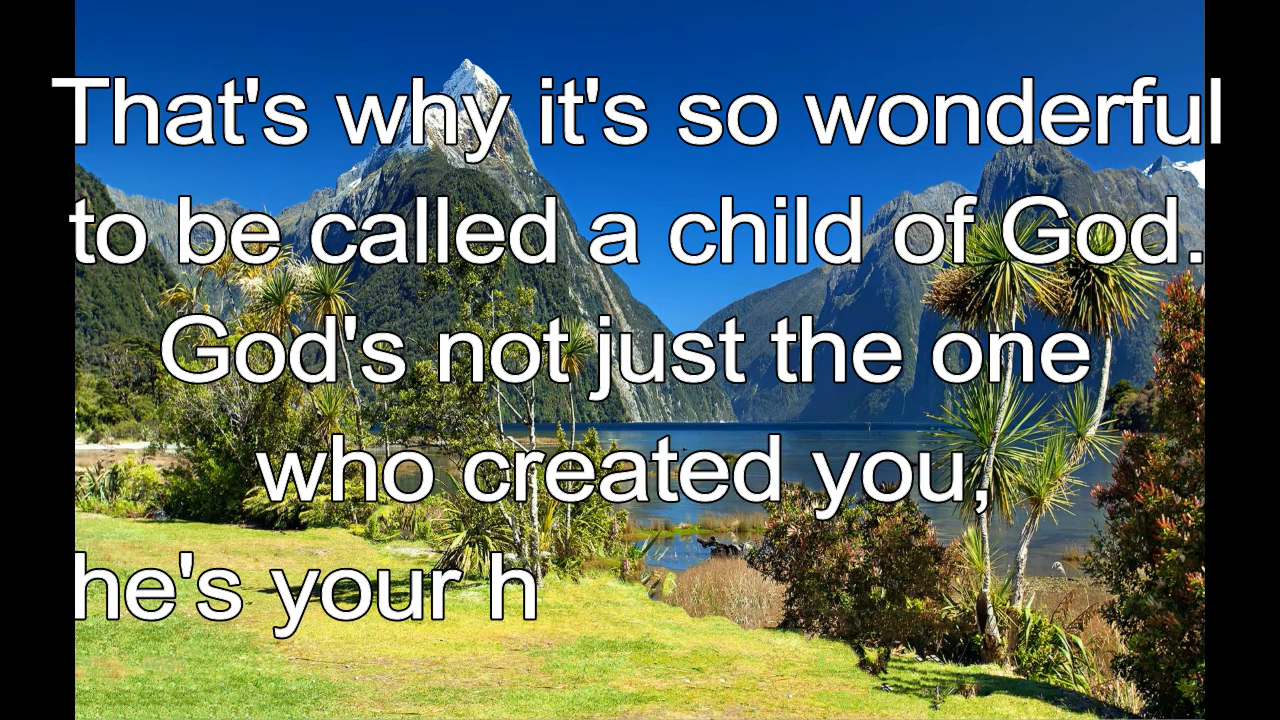 That's why it's so wonderful
to be called a child of God.
God's not just the one
who created you,
he's your h